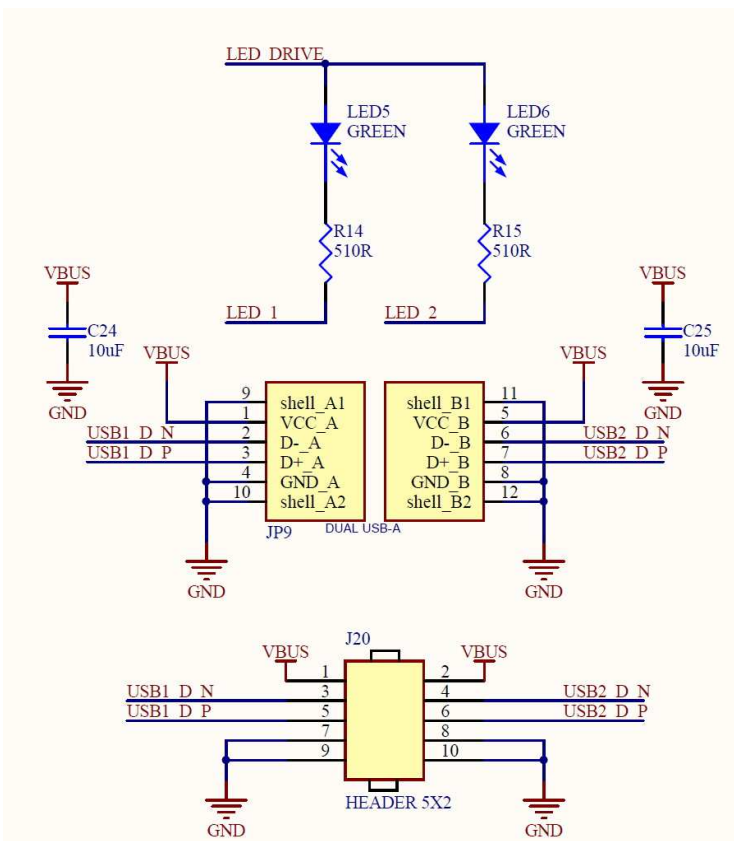 LED_DRIVE
LED5
GREEN
LED6
GREEN
R14
510R
R15
510R
LED_1
LED_2
VBUS
C24
10uF
GND
VBUS
C25
10uF
GND
VBUS
VBUS
9 shell_A1
1 VCC_A
USB1_D_N 2 D-_A
USB1_D_P 3 D+_A
4 GND_A
10 shell_A2
shell_B1 11
VCC_B 5
D-_B 6 USB2_D_N
D+_B 7 USB2_D_P
GND_B 8
shell_B2 12
JP9
DUAL USB-A
GND
GND
J20
VBUS
VBUS
1 2
USB1_D_N 3 4 USB2_D_N
USB1_D_P 5 6 USB2_D_P
7 8
9 10
HEADER 5X2
GND
GND